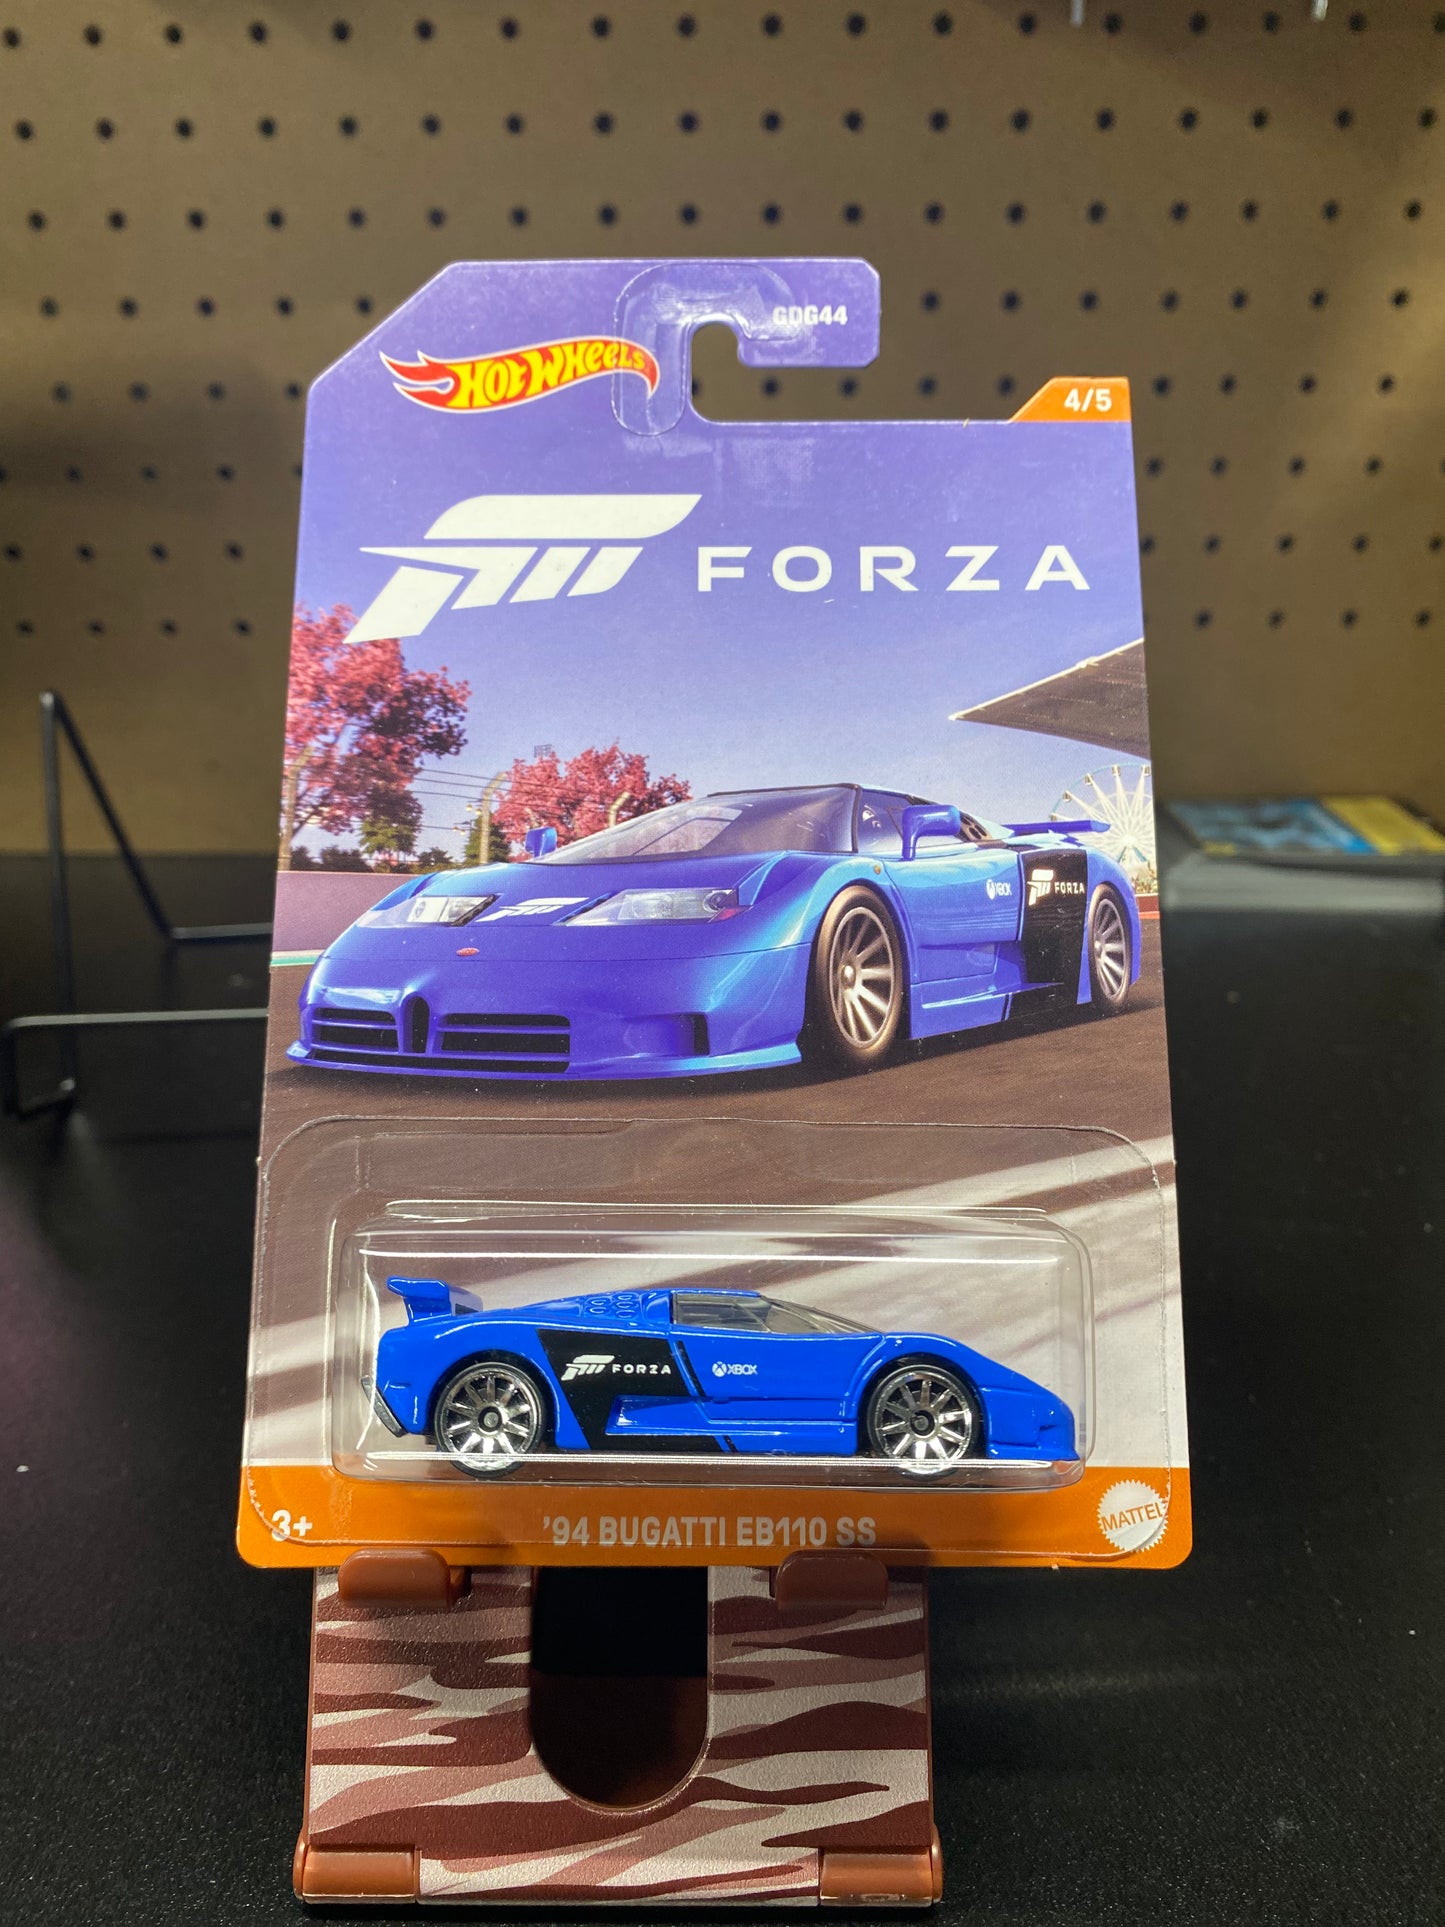 GDG44
HOT WHEELS
4/5
FORZA
XBOX
FORZA
FORZA
XBOX
3+
'94 BUGATTI EB110 SS
MATTEL